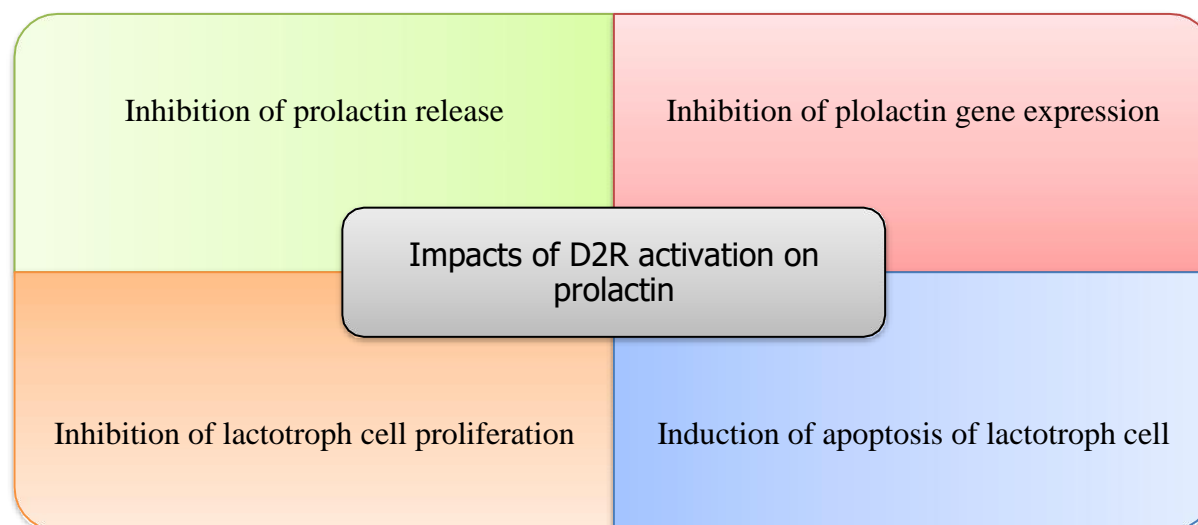 Inhibition of prolactin release
Inhibition of plolactin gene expression
Impacts of D2R activation on
prolactin
Inhibition of lactotroph cell proliferation
Induction of apoptosis of lactotroph cell